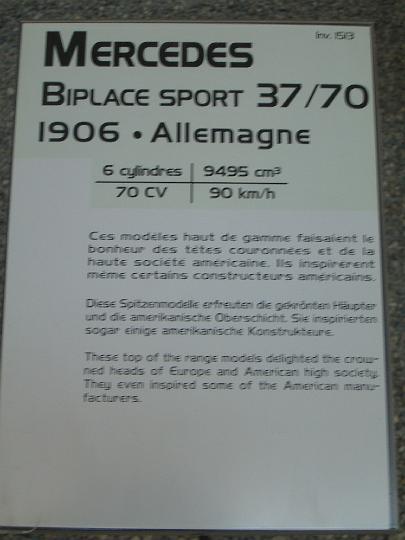 Inv. 1513
MERCEDES
BIPLACE SPORT 37/70
1906 • Allemagne
6 cylindres | 9495 cm³
70 CV | 90 km/h
Ces modèles haut de gamme faisaient le
bonheur des têtes couronnées et de la
haute société américaine. Ils inspirèrent
même certains constructeurs américains.
Diese Spitzenmodelle erfreuten die gekrönten Häupter
und die amerikanische Oberschicht. Sie inspirierten
sogar einige amerikanische Konstrukteure.
These top of the range models delighted the crow-
ned heads of Europe and American high society.
They even inspired some of the American manu-
facturers.